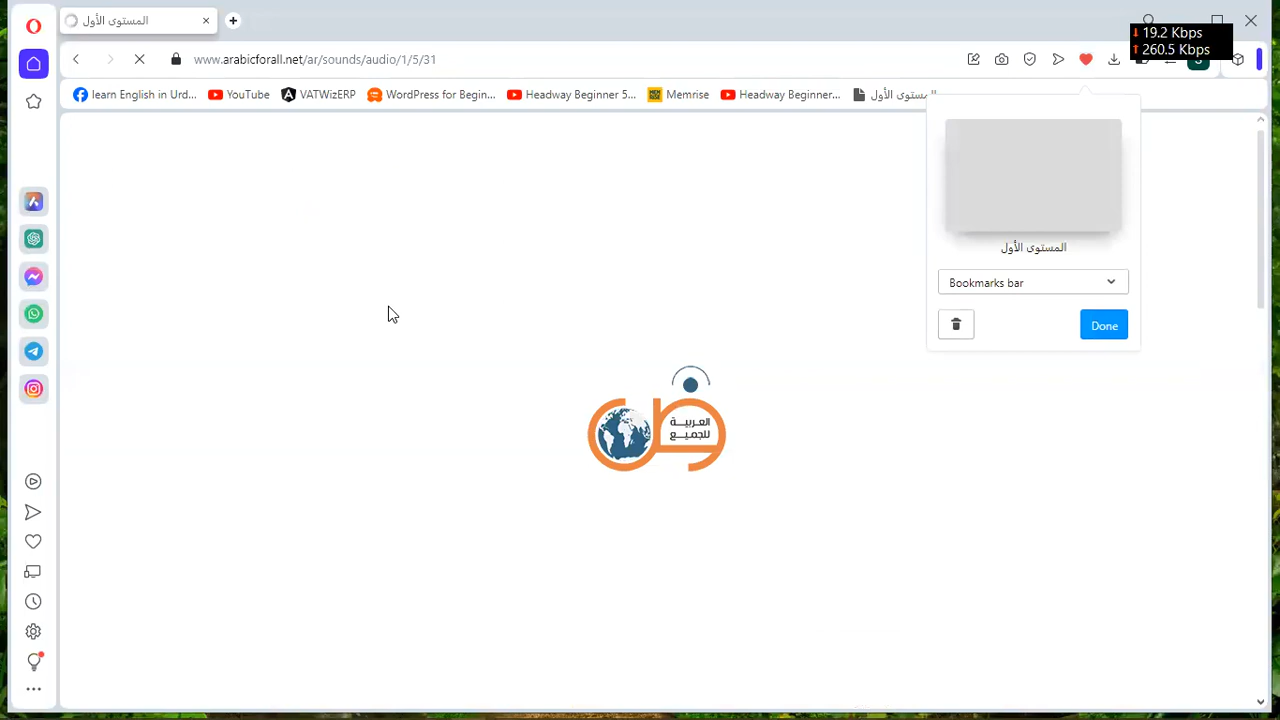 المستوى الأول
19.2 Kbps
260.5 Kbps
www.arabicforall.net/ar/sounds/audio/1/5/31
learn English in Urd...
YouTube
VATWizERP
WordPress for Begin...
Headway Beginner 5...
Memrise
Headway Beginner...
المستوى الأول
المستوى الأول
Bookmarks bar
Done
العربية
للجميع